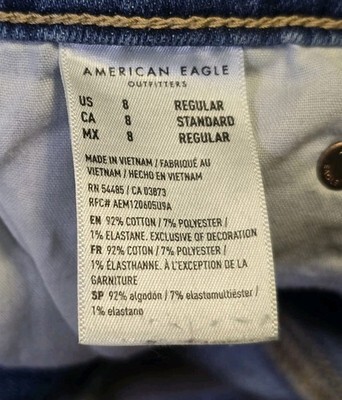 AMERICAN EAGLE
OUTFITTERS
US 8 REGULAR
CA 8 STANDARD
MX 8 REGULAR
MADE IN VIETNAM / FABRIQUÉ AU
VIETNAM / HECHO EN VIETNAM
RN 54485 / CA 03873
RFC# AEM120605U9A
EN 92% COTTON / 7% POLYESTER /
1% ELASTANE. EXCLUSIVE OF DECORATION
FR 92% COTTON / 7% POLYESTER /
1% ÉLASTHANNE. À L'EXCEPTION DE LA
GARNITURE
SP 92% algodón / 7% elastomultiéster /
1% elastano